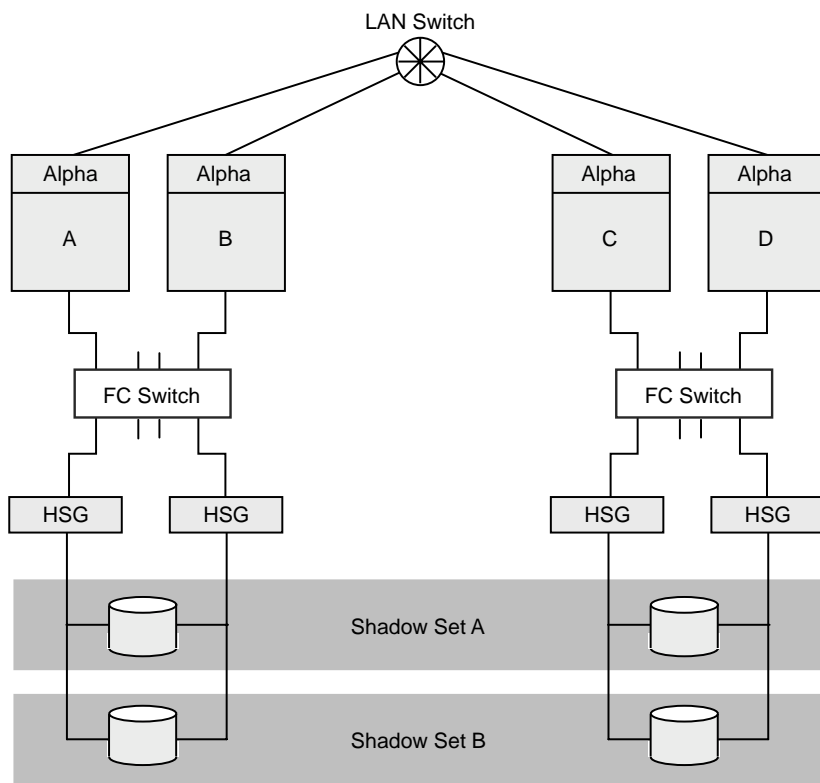 LAN Switch
Alpha
Alpha
Alpha
Alpha
A
B
C
D
FC Switch
FC Switch
HSG
HSG
HSG
HSG
Shadow Set A
Shadow Set B